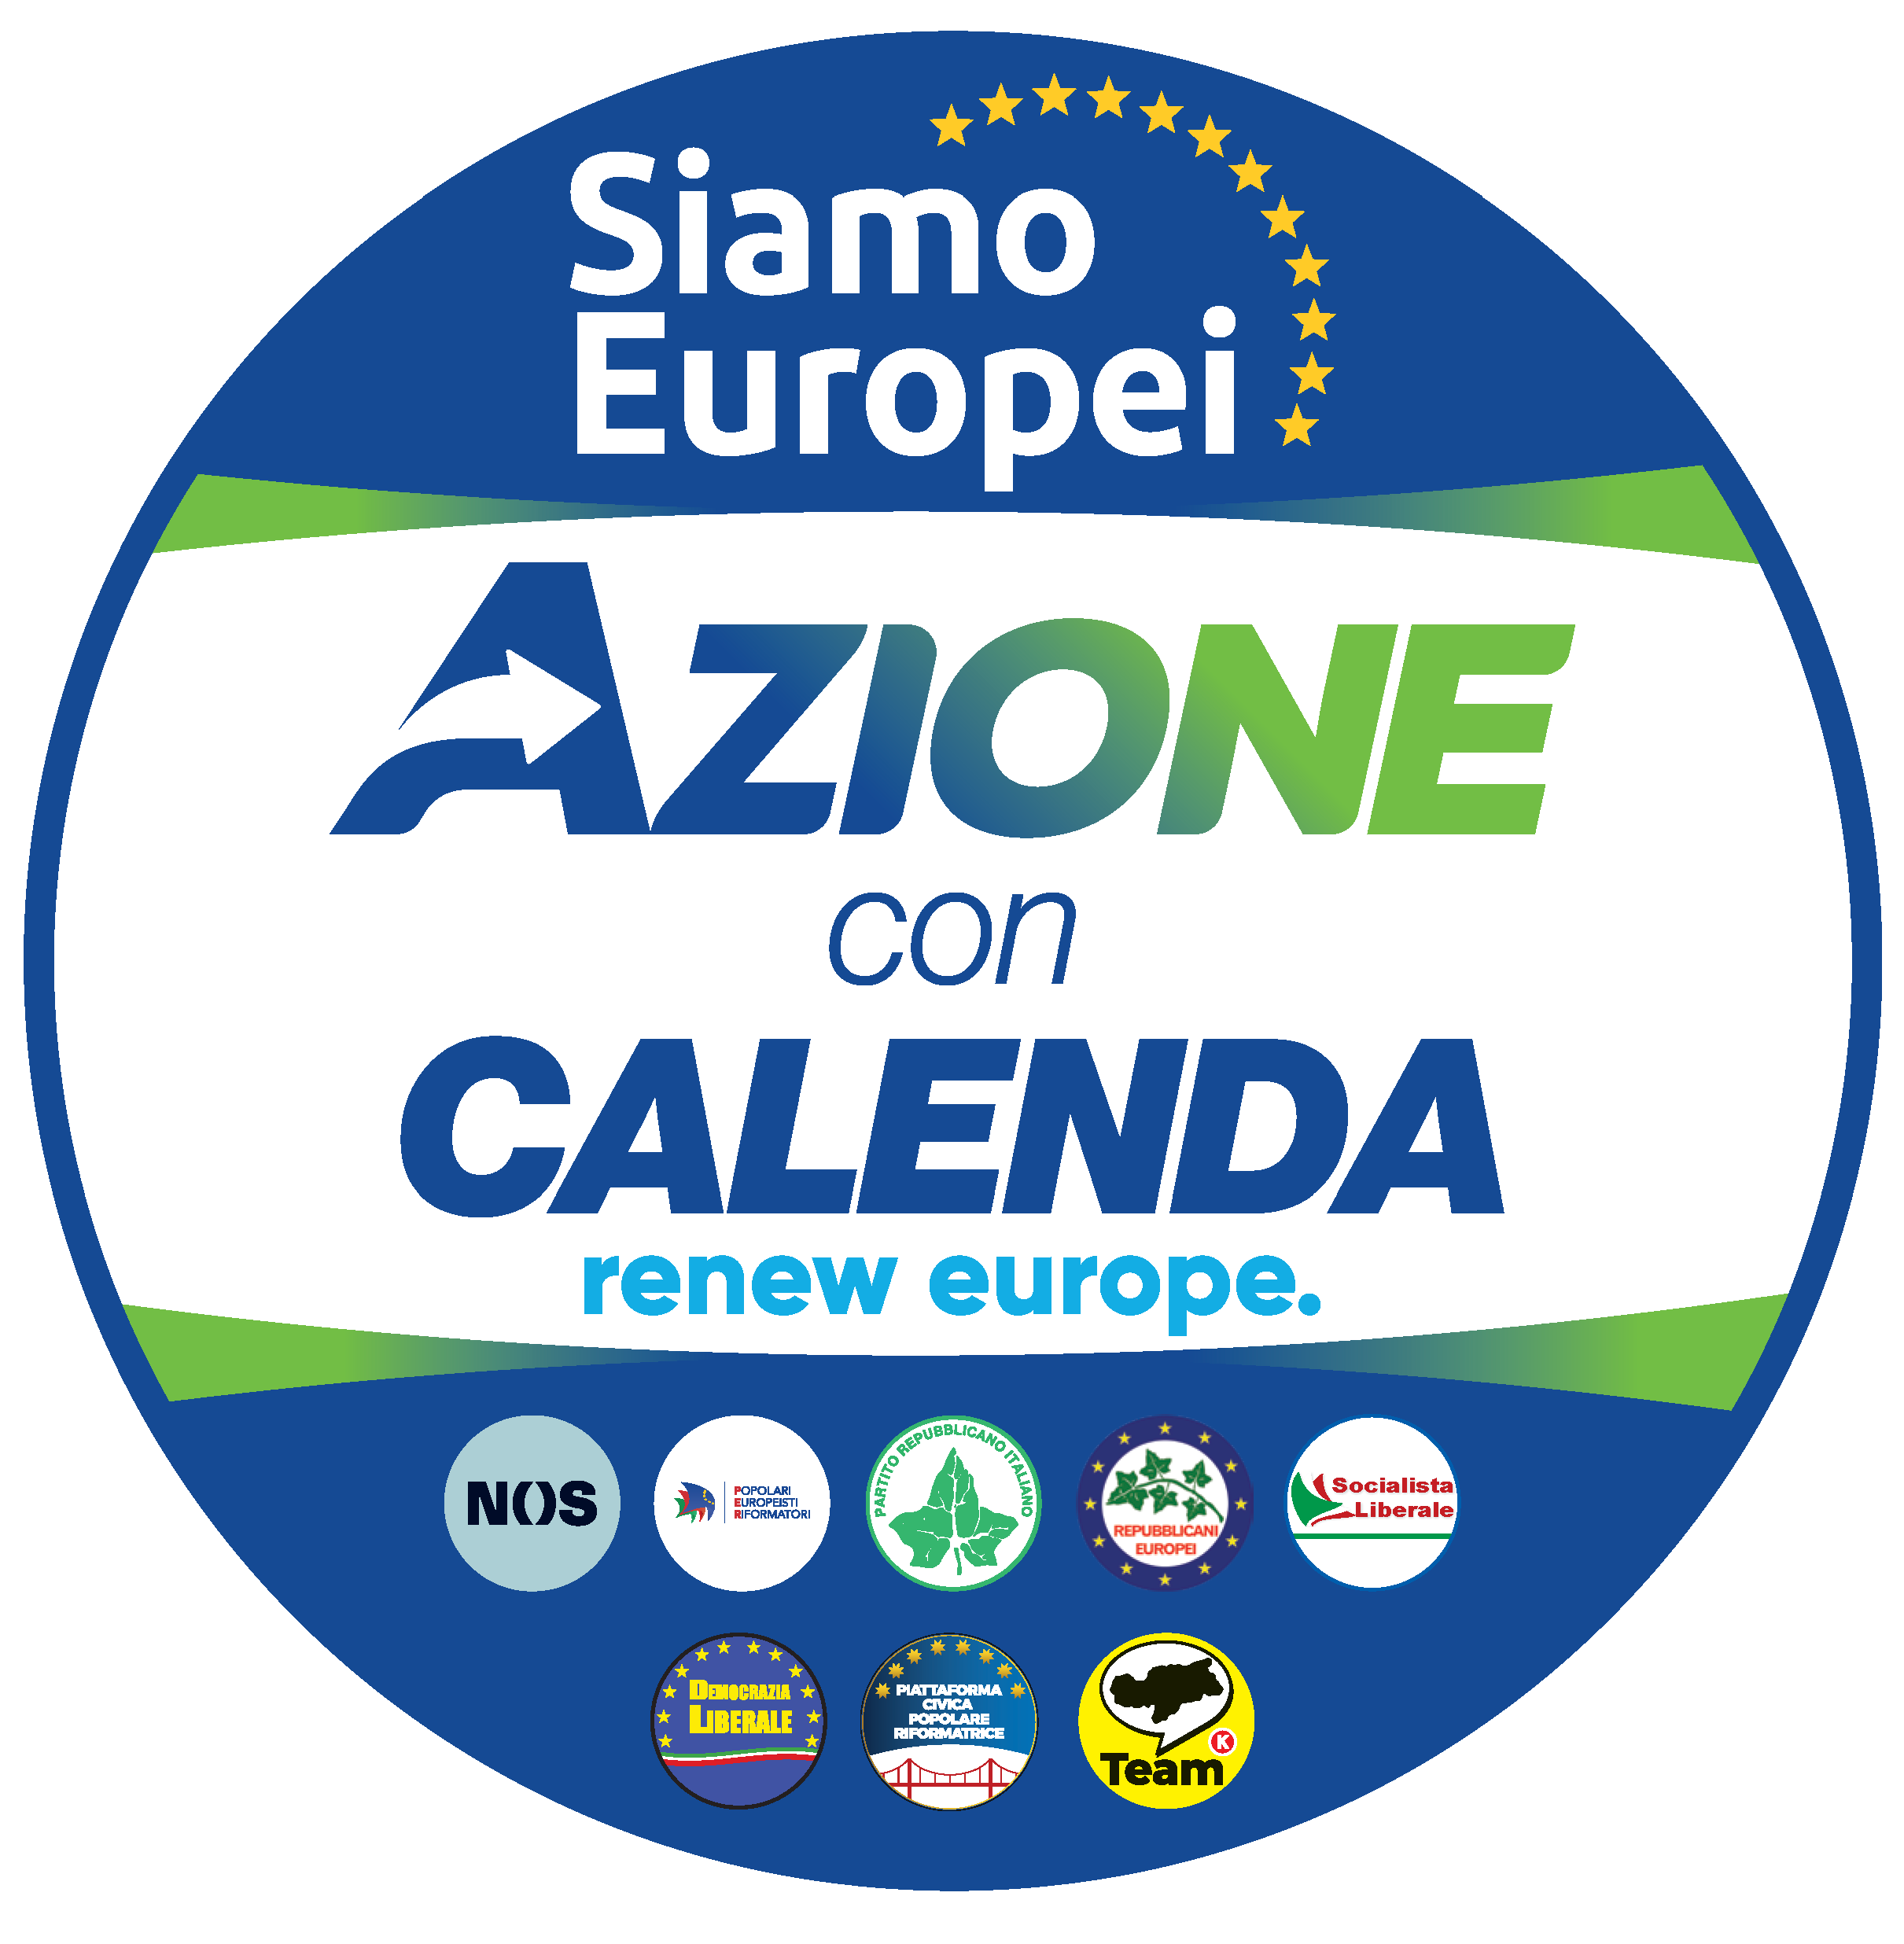 Siamo
Europei
AZIONE
con
CALENDA
renew europe.
N()S
POPOLARI
EUROPEISTI
RIFORMATORI
PARTITO REPUBBLICANO ITALIANO
REPUBBLICANI
EUROPEI
Socialista
Liberale
DEMOCRAZIA
LIBERALE
PIATTAFORMA
CIVICA
POPOLARE
RIFORMATRICE
Team
K